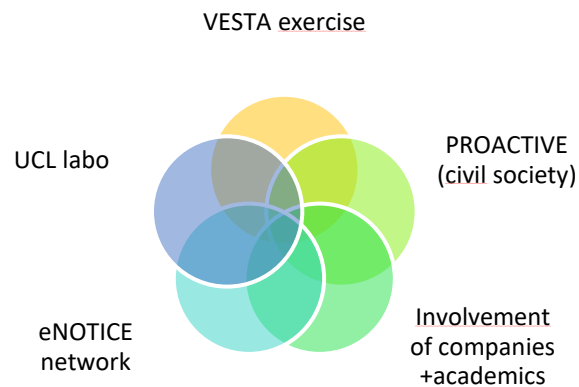 VESTA exercise
UCL labo
PROACTIVE
(civil society)
eNOTICE
network
Involvement
of companies
+academics